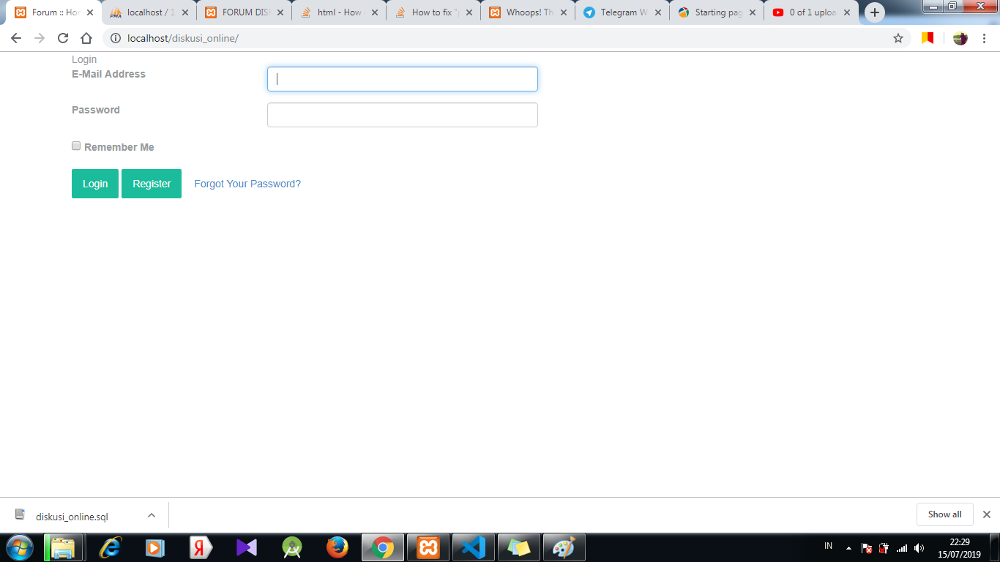 Forum :: Hor
localhost / 1
FORUM DIS
html - How
How to fix "
Whoops! Th
Telegram W
Starting pag
0 of 1 uploa
localhost/diskusi_online/
Login
E-Mail Address
Password
Remember Me
Login Register Forgot Your Password?
diskusi_online.sql
Show all
IN
22:29
15/07/2019